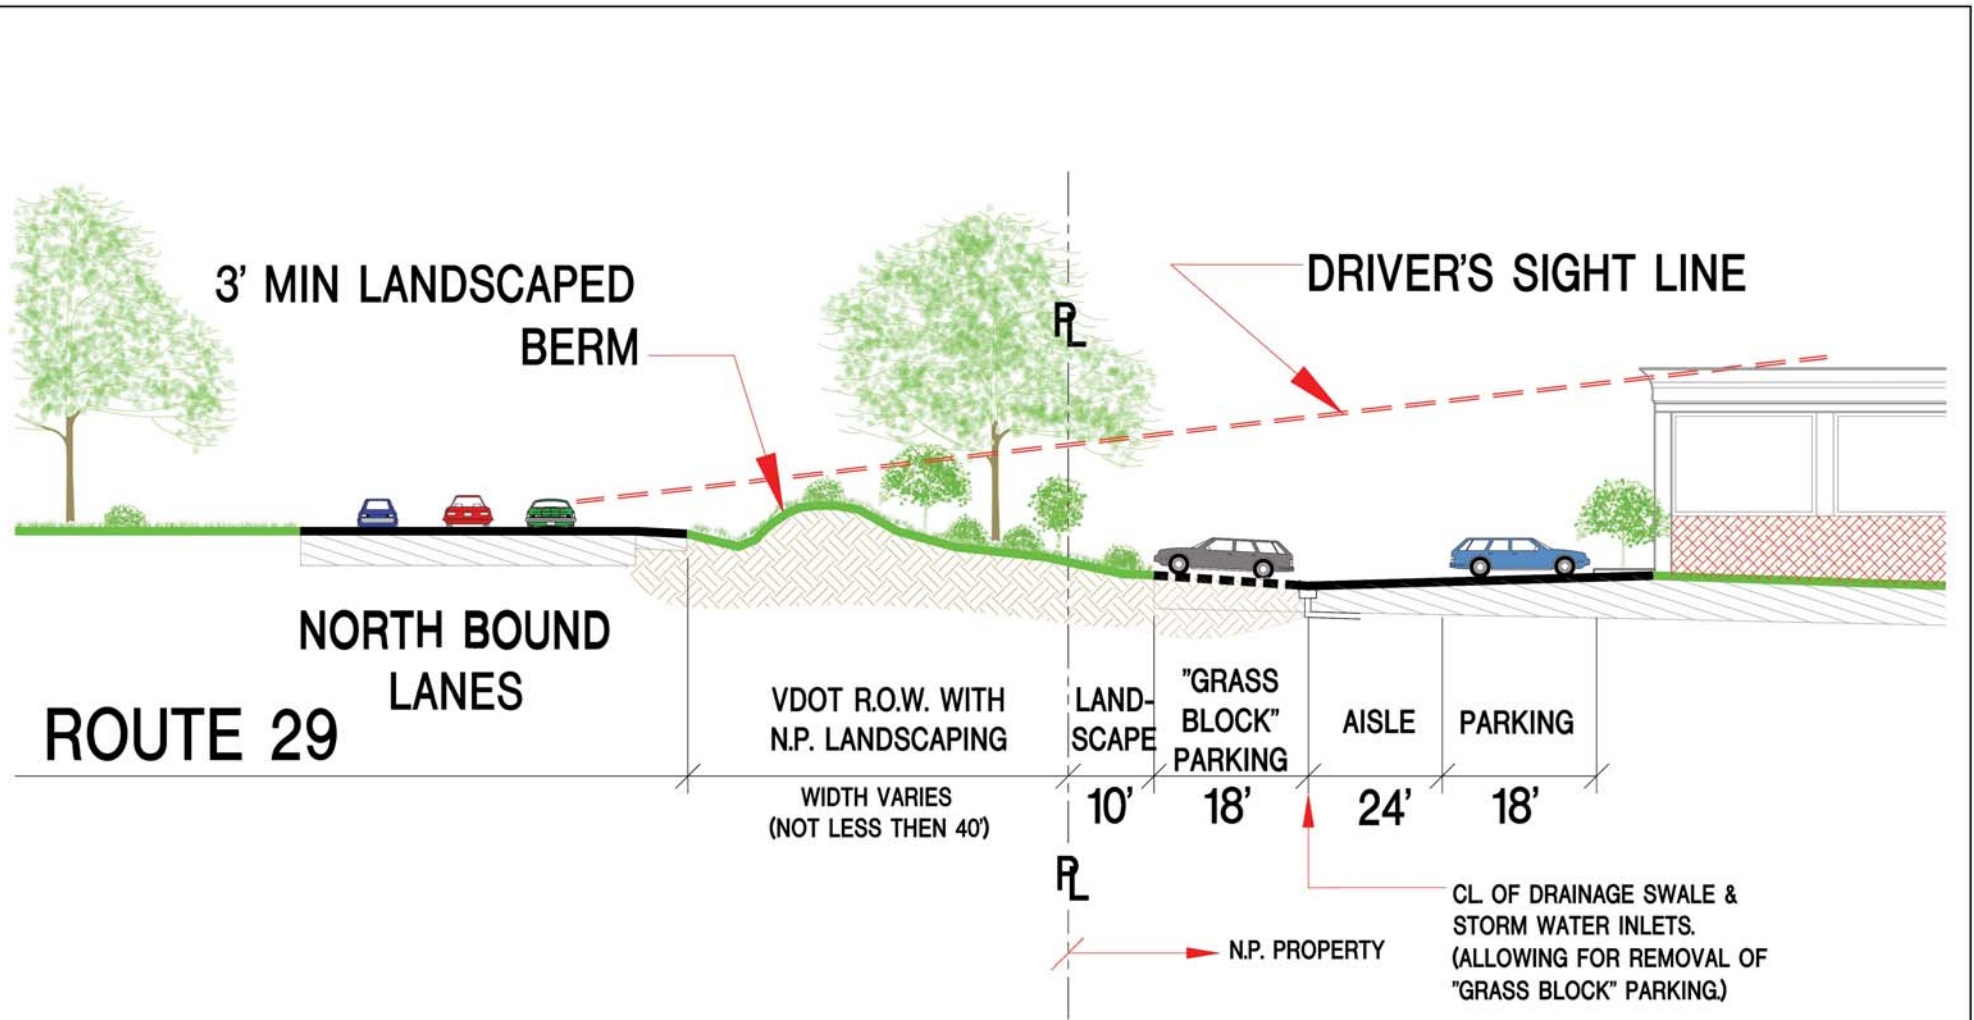 3' MIN LANDSCAPED
BERM
DRIVER'S SIGHT LINE
PL
NORTH BOUND
LANES
ROUTE 29
VDOT R.O.W. WITH
N.P. LANDSCAPING
WIDTH VARIES
(NOT LESS THEN 40')
LAND-
SCAPE
10'
"GRASS
BLOCK"
PARKING
18'
AISLE
24'
PARKING
18'
PL
N.P. PROPERTY
CL OF DRAINAGE SWALE &
STORM WATER INLETS.
(ALLOWING FOR REMOVAL OF
"GRASS BLOCK" PARKING.)